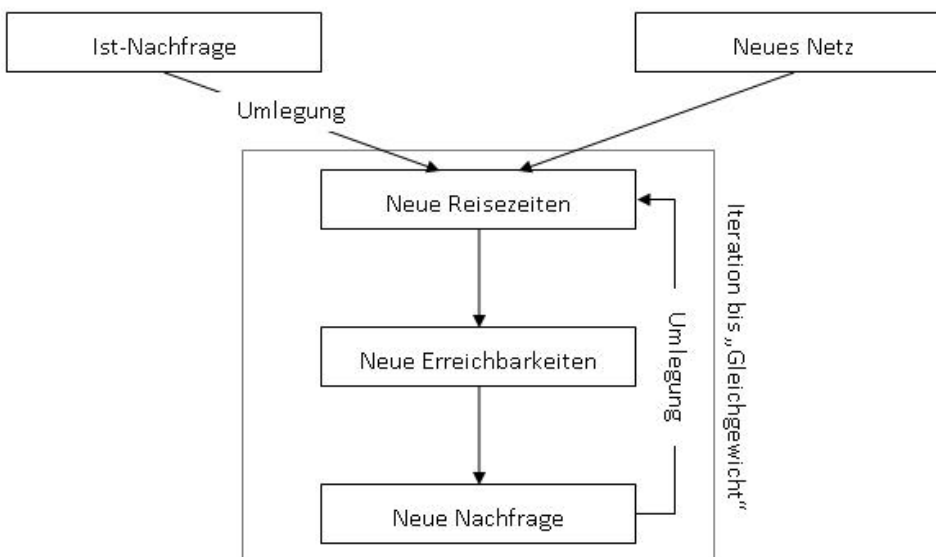 Ist-Nachfrage
Neues Netz
Umlegung
Neue Reisezeiten
Neue Erreichbarkeiten
Neue Nachfrage
Umlegung
Iteration bis „Gleichgewicht“